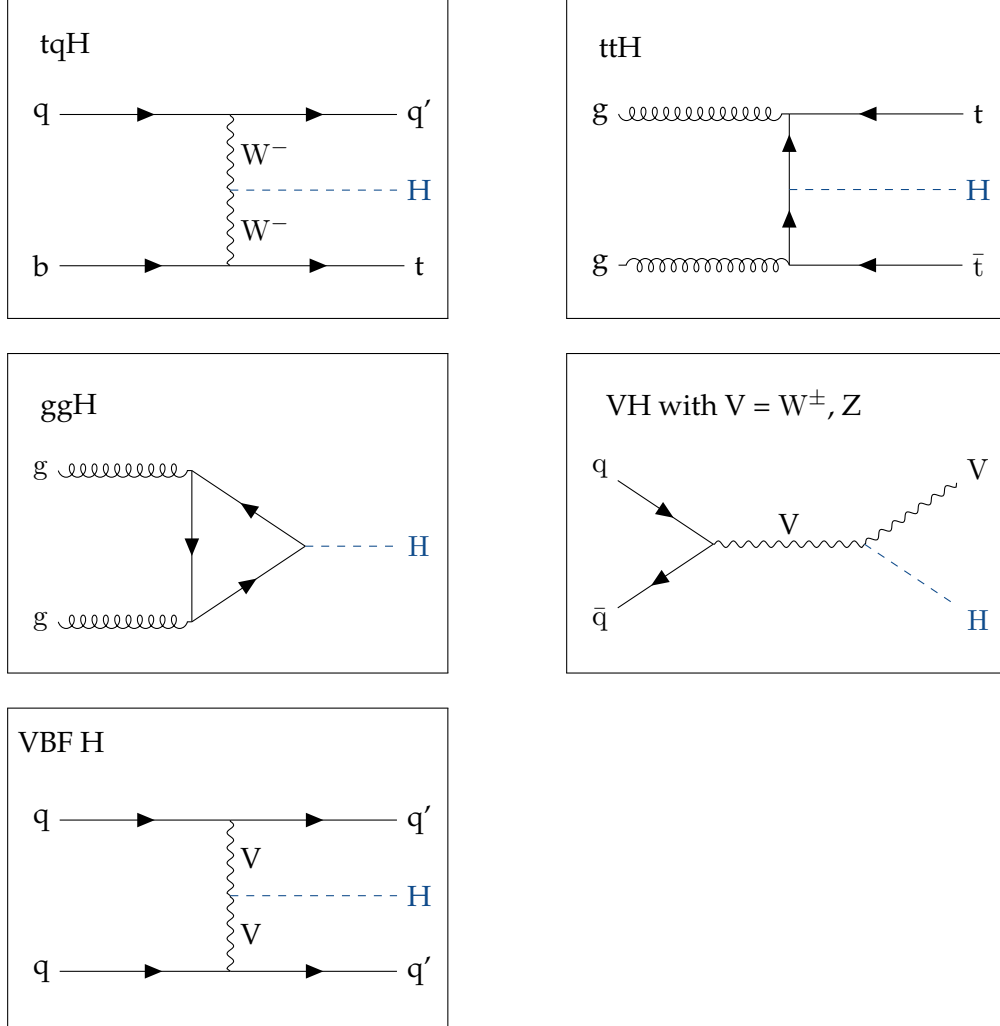 tqH
q
q′
W⁻
H
W⁻
b
t
ttH
g
t
H
g
t̄
ggH
g
H
g
VH with V = W±, Z
q
V
V
q̄
H
VBF H
q
q′
V
H
V
q
q′